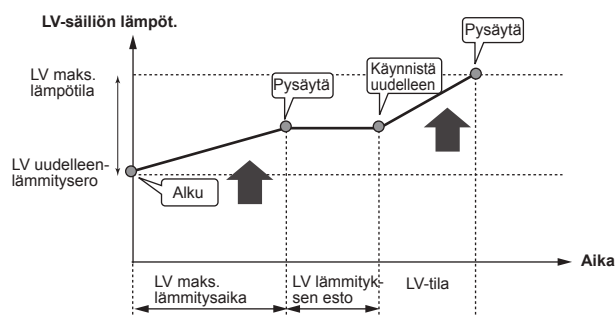 LV-säiliön lämpöt.
Pysäytä
LV maks.
lämpötila
Pysäytä
Käynnistä
uudelleen
LV uudelleen-
lämmitysero
Alku
Aika
LV maks.
lämmitysaika
LV lämmityk-
sen esto
LV-tila